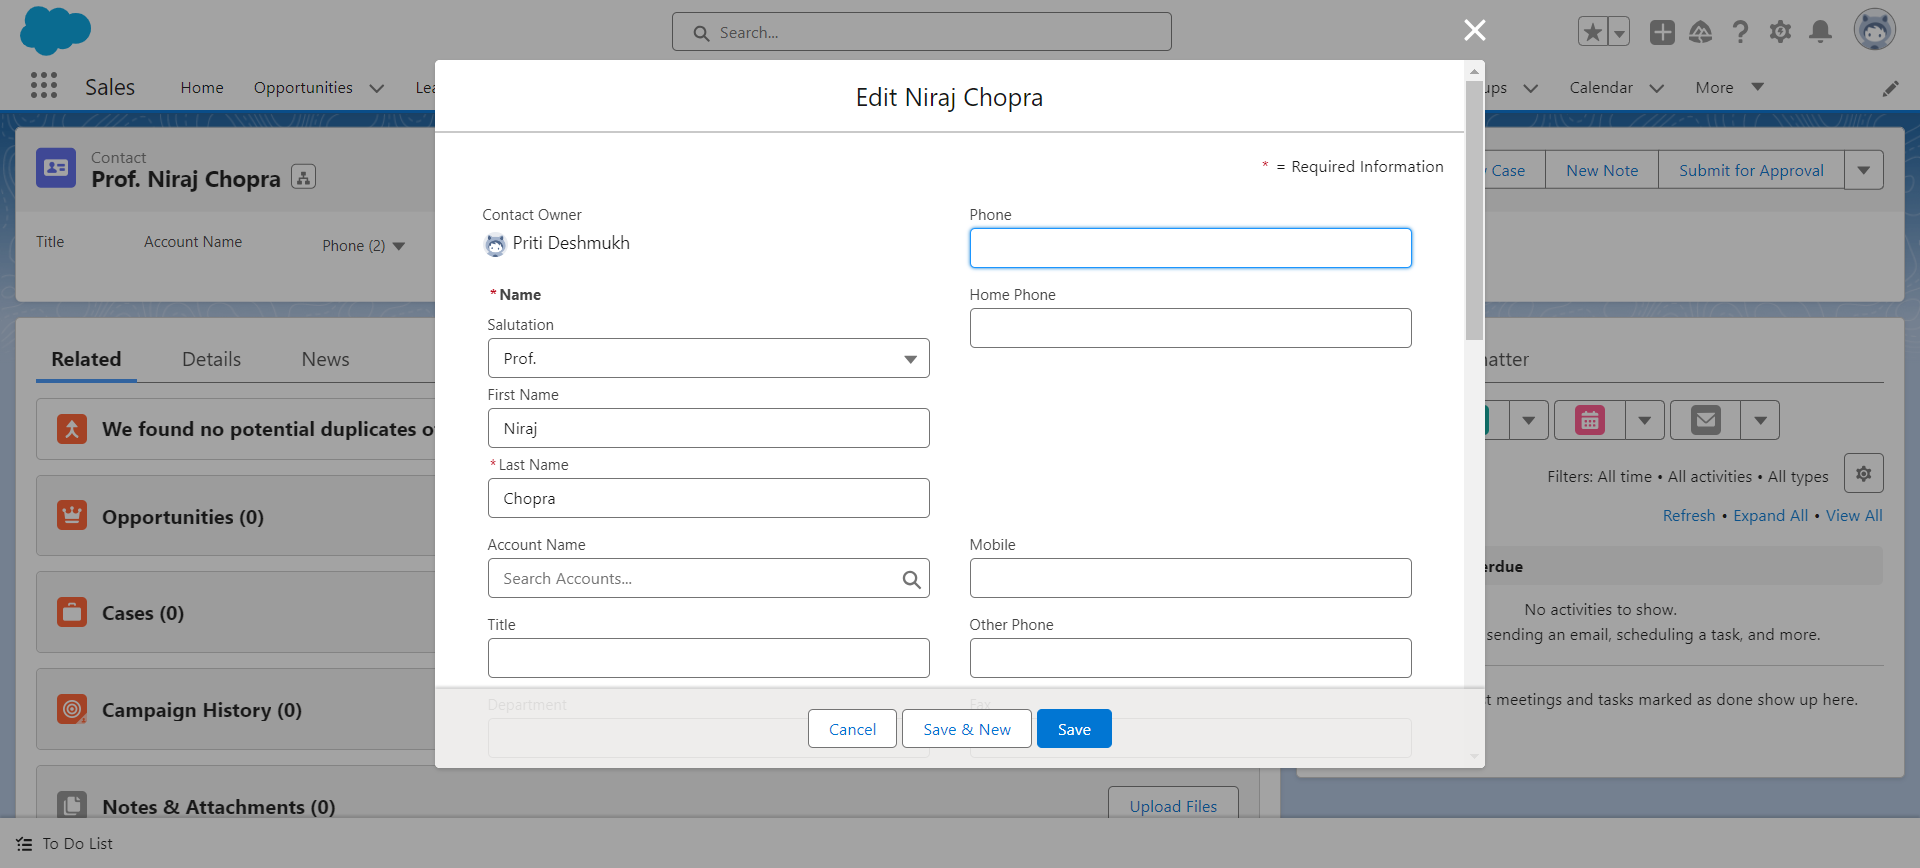 Search...
Sales
Home
Opportunities
Calendar
More
Contact
Prof. Niraj Chopra
Case
New Note
Submit for Approval
Title
Account Name
Phone (2)
Related
Details
News
We found no potential duplicates
Opportunities (0)
Cases (0)
Campaign History (0)
Notes & Attachments (0)
Upload Files
Filters: All time • All activities • All types
Refresh • Expand All • View All
No activities to show.
sending an email, scheduling a task, and more.
meetings and tasks marked as done show up here.
Edit Niraj Chopra
* = Required Information
Contact Owner
Priti Deshmukh
Phone
*Name
Home Phone
Salutation
Prof.
First Name
Niraj
*Last Name
Chopra
Account Name
Search Accounts...
Mobile
Title
Other Phone
Department
Fax
Cancel
Save & New
Save
To Do List